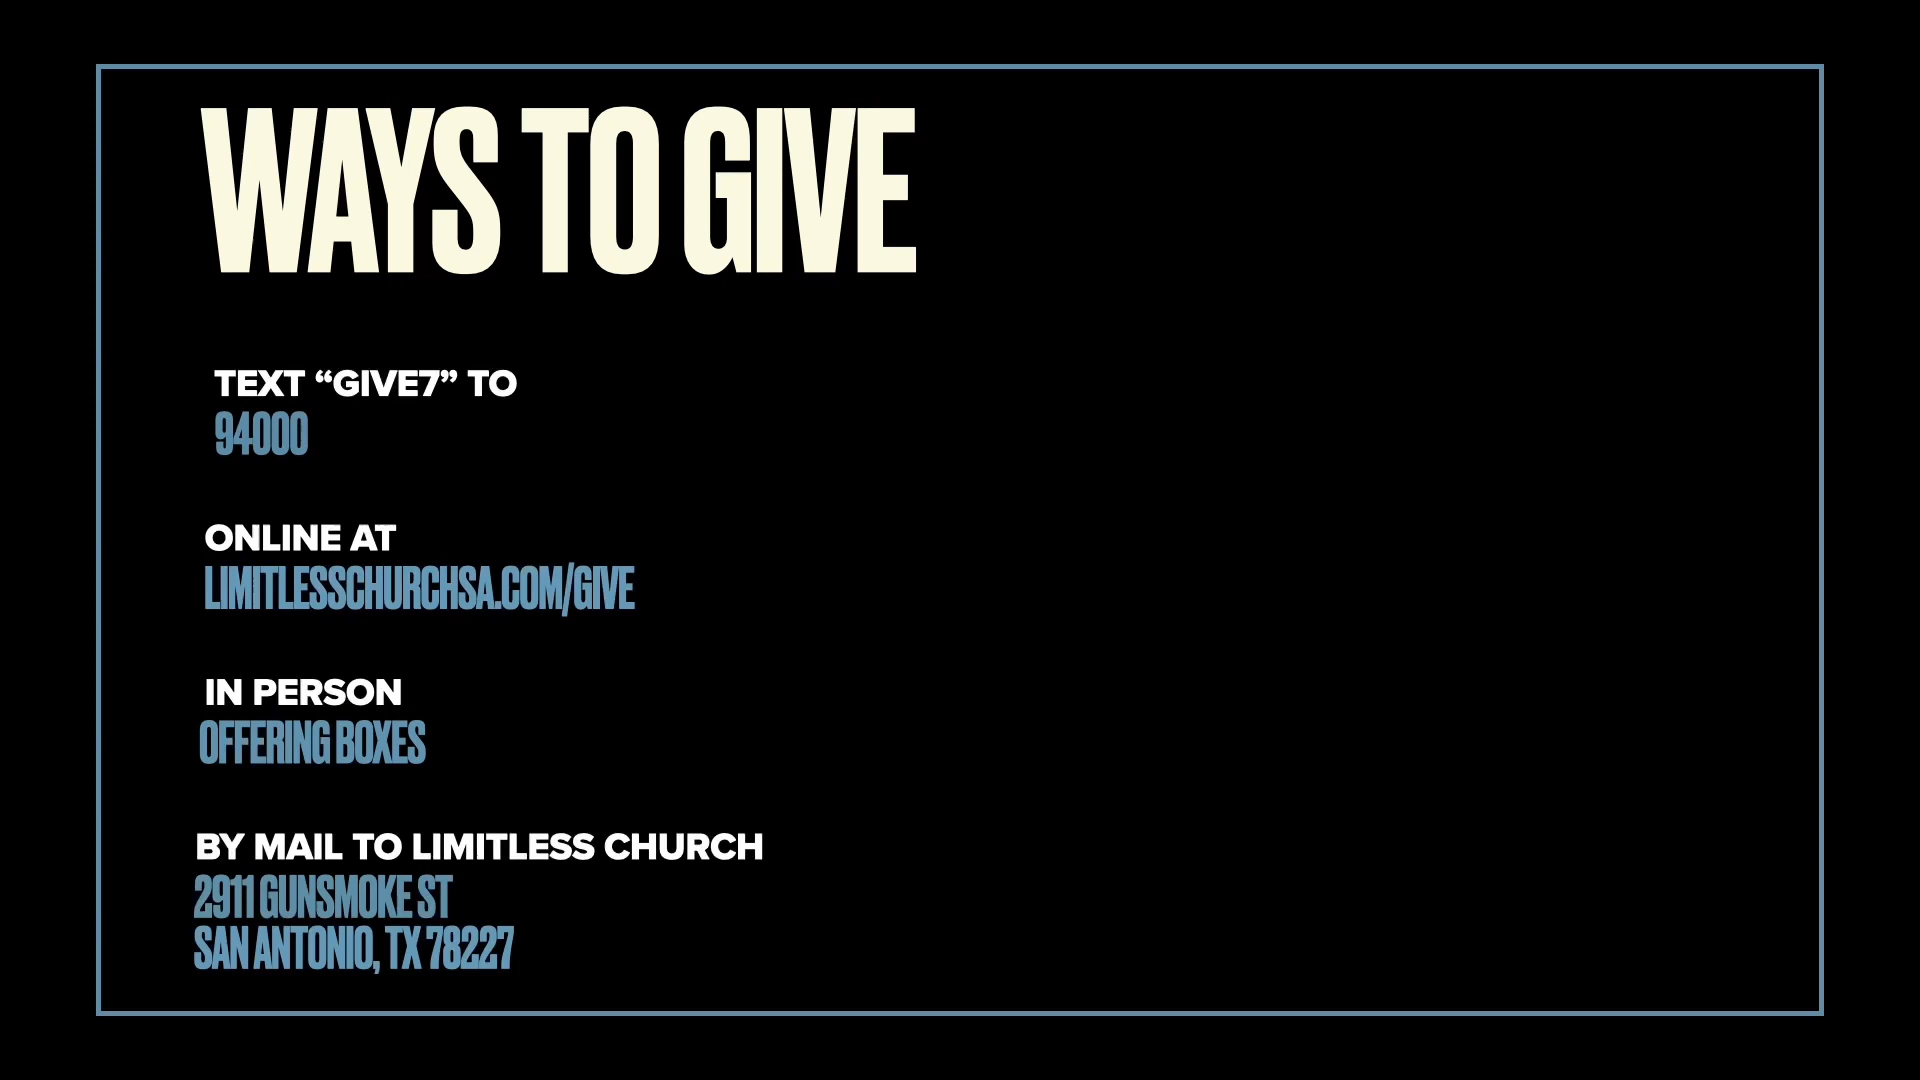 WAYS TO GIVE
TEXT “GIVE7” TO
94000
ONLINE AT
LIMITLESSCHURCHSA.COM/GIVE
IN PERSON
OFFERING BOXES
BY MAIL TO LIMITLESS CHURCH
2911 GUNSMOKE ST
SAN ANTONIO, TX 78227